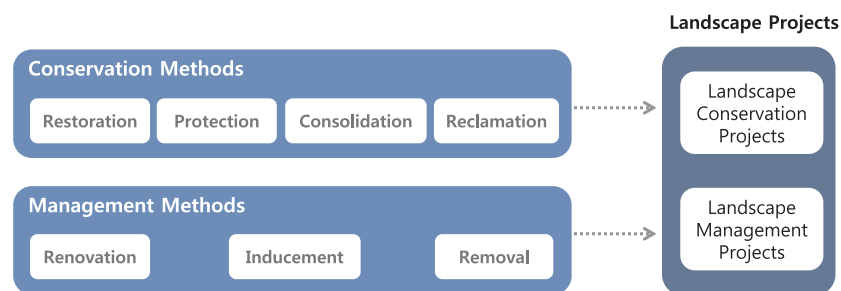 Landscape Projects
Conservation Methods
Restoration
Protection
Consolidation
Reclamation
Landscape
Conservation
Projects
Management Methods
Renovation
Inducement
Removal
Landscape
Management
Projects